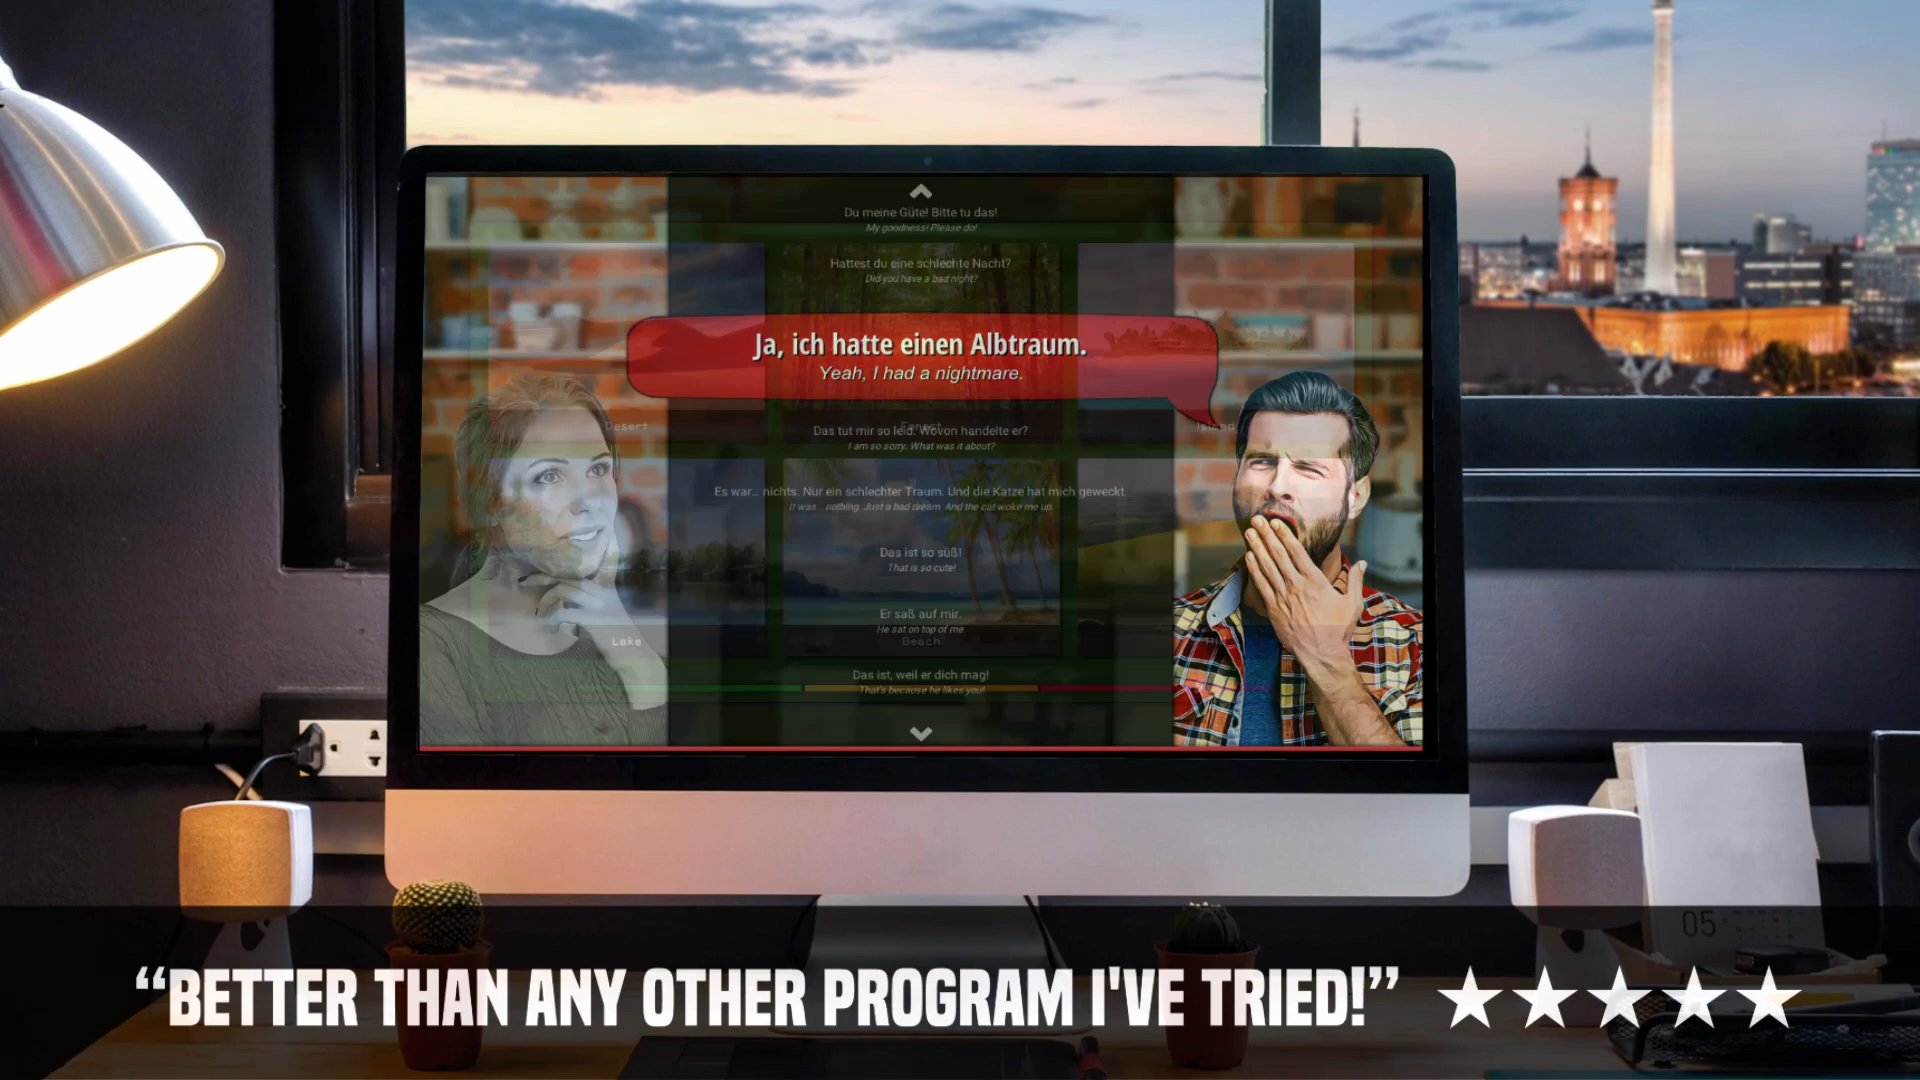 Du meine Güte! Bitte tu das!
My goodness! Please do!
Hattest du eine schlechte Nacht?
Did you have a bad night?
Ja, ich hatte einen Albtraum.
Yeah, I had a nightmare.
Desert
Forest
Island
Das tut mir so leid. Wovon handelte er?
I am so sorry. What was it about?
Es war... nichts. Nur ein schlechter Traum. Und die Katze hat mich geweckt.
It was... nothing. Just a bad dream. And the cat woke me up.
Das ist so süß!
That is so cute!
Er saß auf mir.
He sat on top of me.
Lake
Beach
Das ist, weil er dich mag!
That's because he likes you!
05
“BETTER THAN ANY OTHER PROGRAM I'VE TRIED!” ★★★★★